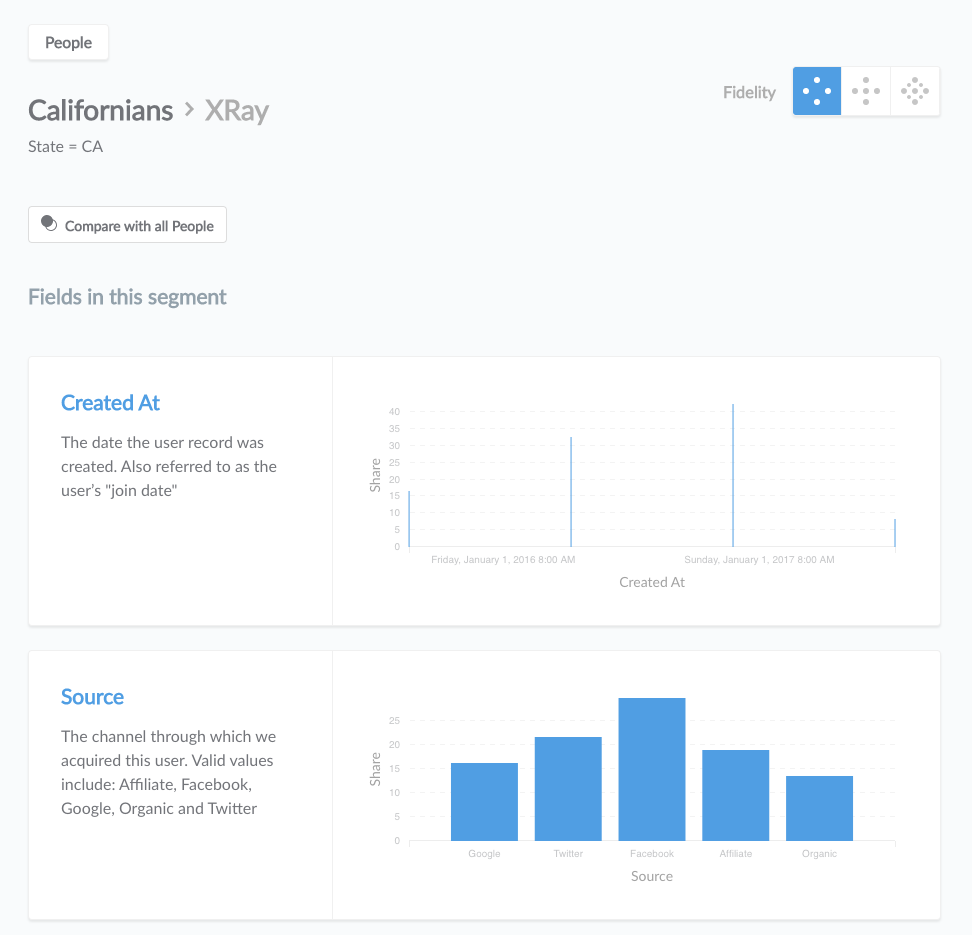 People
Californians > XRay
State = CA
Fidelity
Compare with all People
Fields in this segment
Created At
The date the user record was
created. Also referred to as the
user's "join date"
Share
40
35
30
25
20
15
10
5
0
Friday, January 1, 2016 8:00 AM
Sunday, January 1, 2017 8:00 AM
Created At
Source
The channel through which we
acquired this user. Valid values
include: Affiliate, Facebook,
Google, Organic and Twitter
Share
25
20
15
10
5
0
Google
Twitter
Facebook
Affiliate
Organic
Source